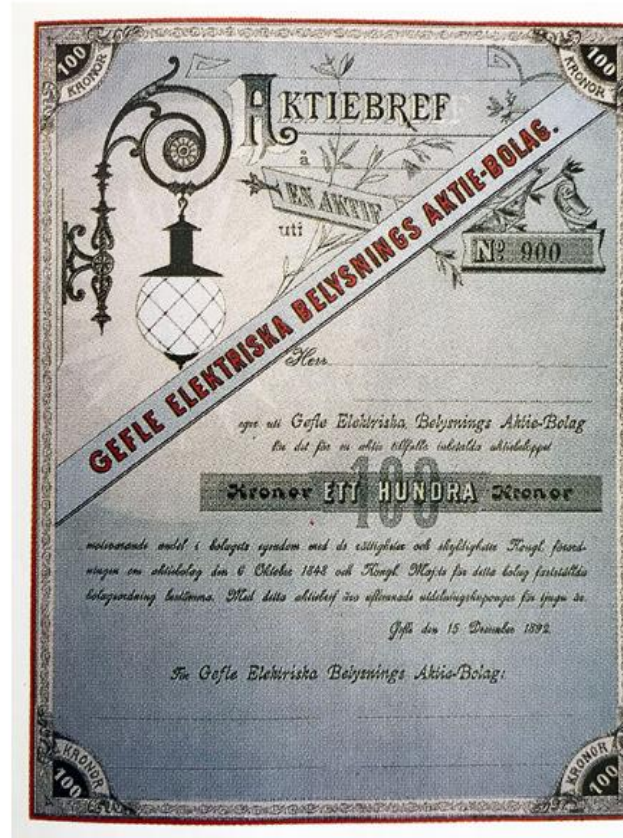 100 KRONOR
100 KRONOR
AKTIEBREF
å
EN AKTIE
uti
GEFLE ELEKTRISKA BELYSNINGS AKTIE-BOLAG.
Nº 900
Herr
eger uti Gefle Elektriska Belysnings Aktie-Bolag
för det för en aktie tillfullo inbetalda aktiebeloppet
100
Kronor ETT HUNDRA Kronor
motsvarande andel i bolagets egendom med de rättigheter och skyldigheter Kongl. förord-
ningen om aktiebolag den 6 Oktober 1848 och Kongl. Maj:ts för detta bolag fastställda
bolagsordning bestämma. Med detta aktiebref äro utdelningskuponger för tjugu år.
Gefle den 15 December 1892.
För Gefle Elektriska Belysnings Aktie-Bolag:
KRONOR 100
KRONOR 100